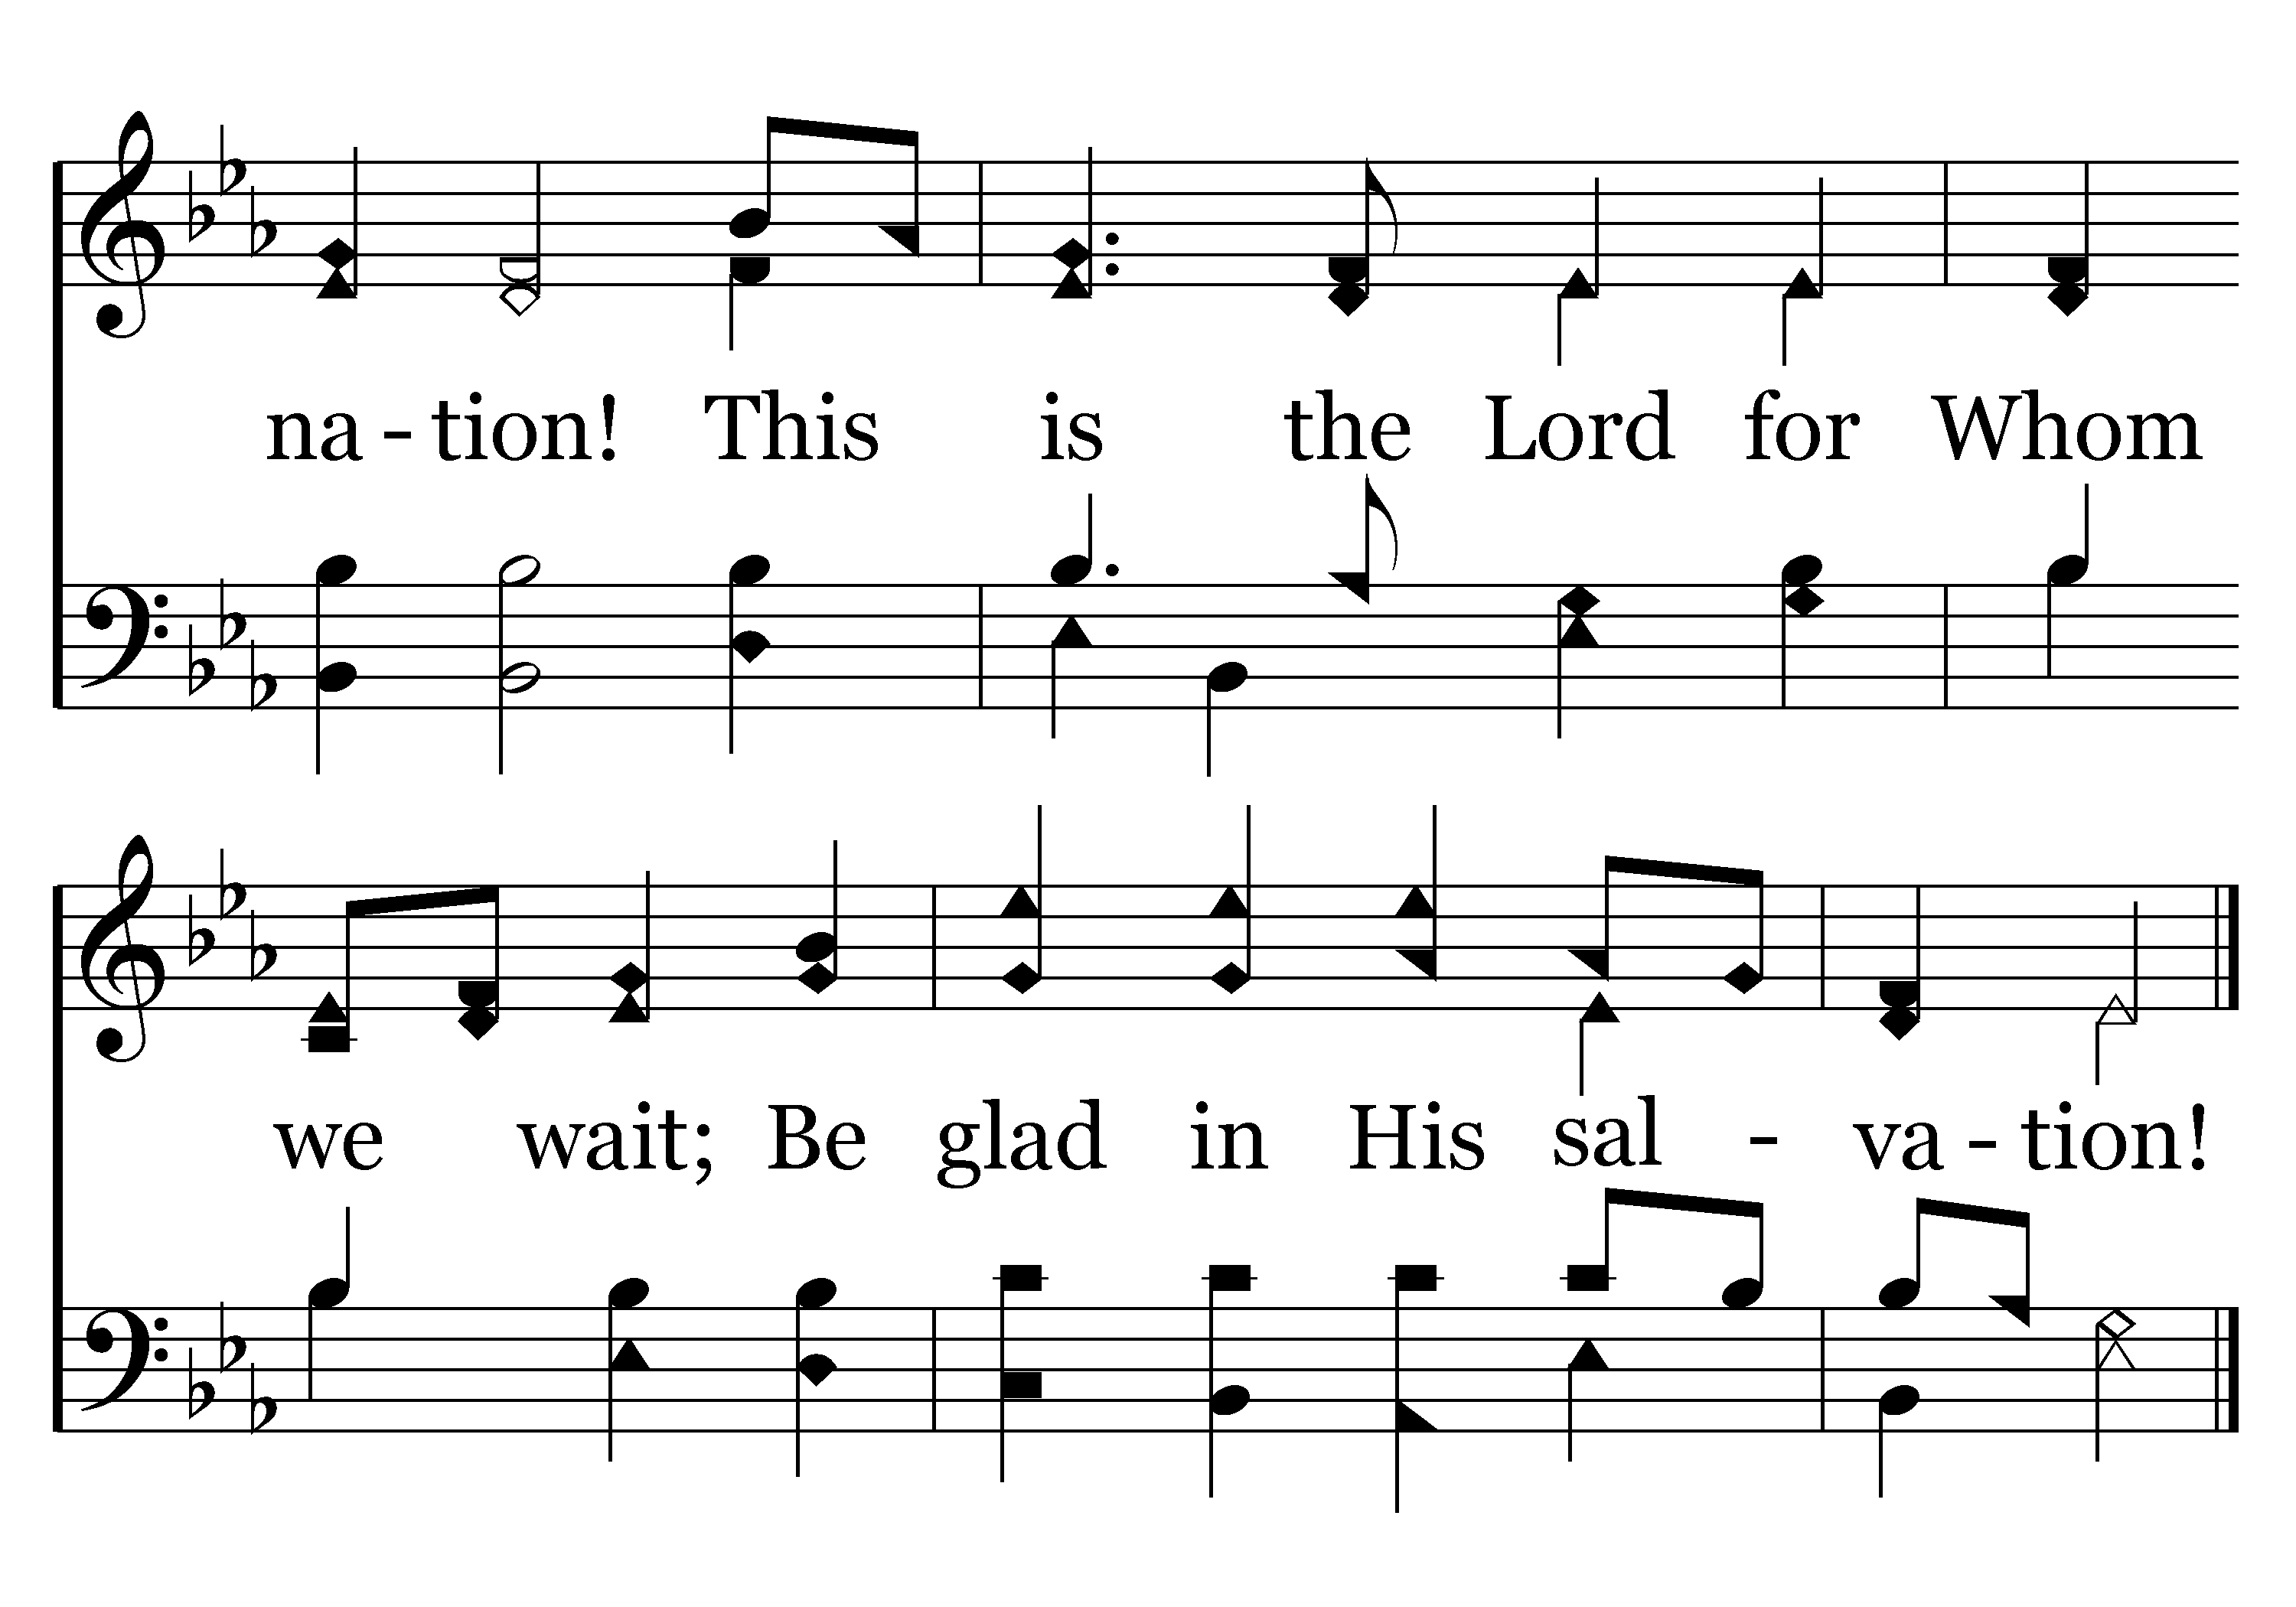 na - tion! This is the Lord for Whom
we wait; Be glad in His sal - va - tion!